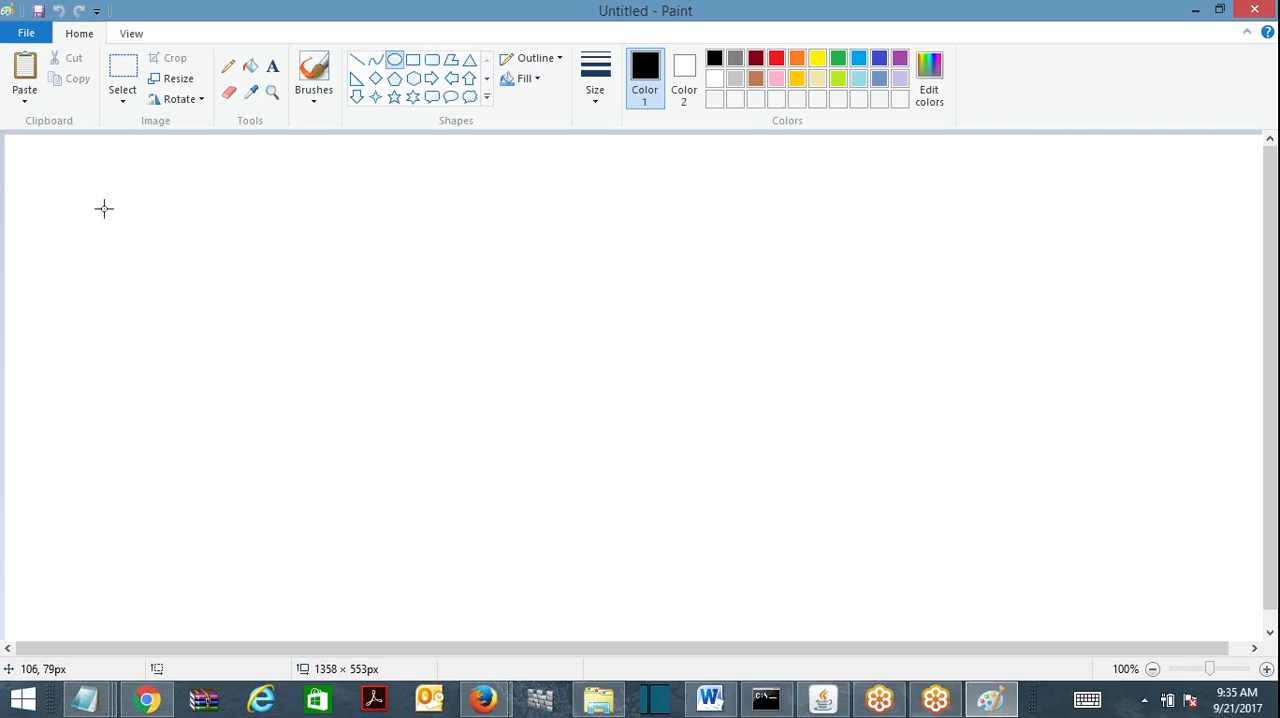 Untitled - Paint
File Home View
Paste
Cut
Copy
Clipboard
Select
Crop
Resize
Rotate
Image
A
Tools
Brushes
Outline
Fill
Shapes
Size
Color 1
Color 2
Edit colors
Colors
106, 79px
1358 × 553px
100%
9:35 AM
9/21/2017